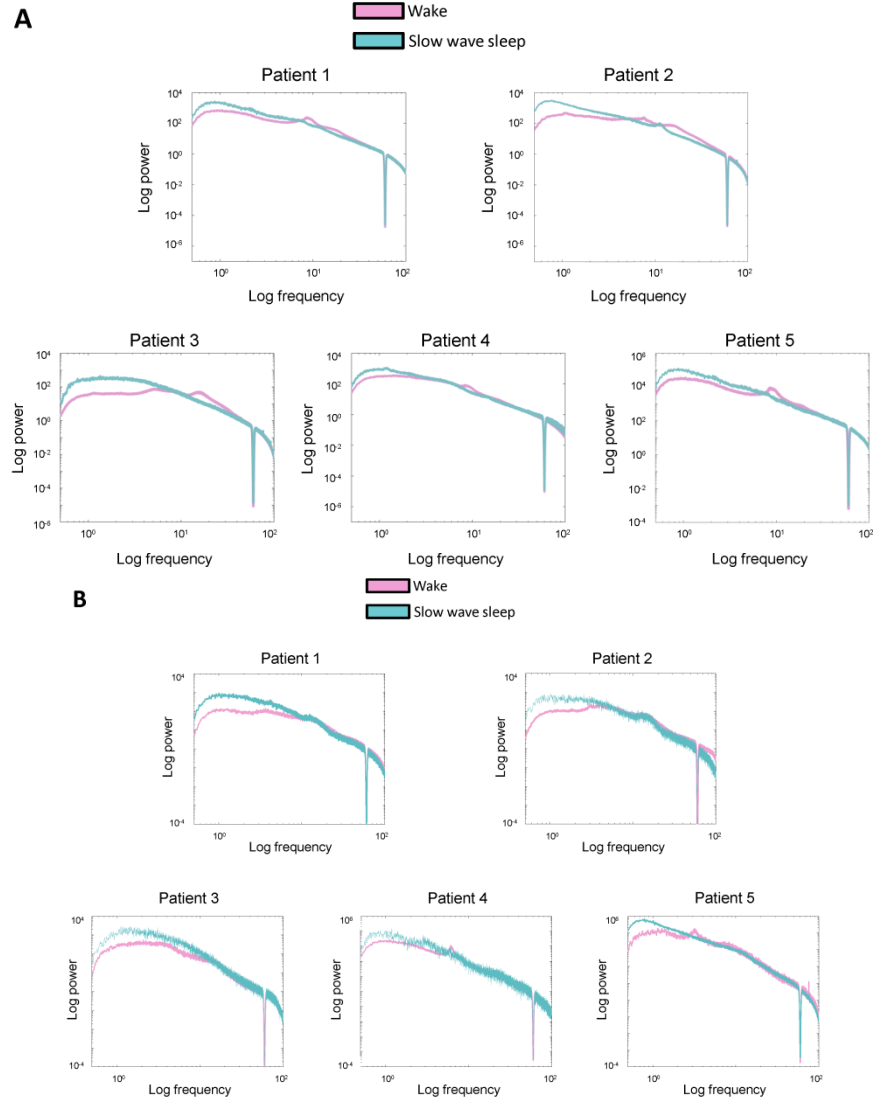 A
Wake
Slow wave sleep
Patient 1
Patient 2
10⁴
10²
10⁰
10⁻²
10⁻⁴
10⁻⁶
Log power
10⁰
10¹
10²
Log frequency
10⁴
10²
10⁰
10⁻²
10⁻⁴
10⁻⁶
Log power
10⁰
10¹
10²
Log frequency
Patient 3
Patient 4
Patient 5
10⁴
10²
10⁰
10⁻²
10⁻⁴
10⁻⁶
Log power
10⁰
10¹
10²
Log frequency
10⁴
10²
10⁰
10⁻²
10⁻⁴
10⁻⁶
Log power
10⁰
10¹
10²
Log frequency
10⁶
10⁴
10²
10⁰
10⁻²
10⁻⁴
Log power
10⁰
10¹
10²
Log frequency
B
Wake
Slow wave sleep
Patient 1
Patient 2
10⁴
10⁻⁴
Log power
10⁰
10²
Log frequency
10⁴
10⁻⁴
Log power
10⁰
10²
Log frequency
Patient 3
Patient 4
Patient 5
10⁴
10⁻⁴
Log power
10⁰
10²
Log frequency
10⁶
10⁻⁴
Log power
10⁰
10²
Log frequency
10⁶
10⁻⁴
Log power
10⁰
10²
Log frequency